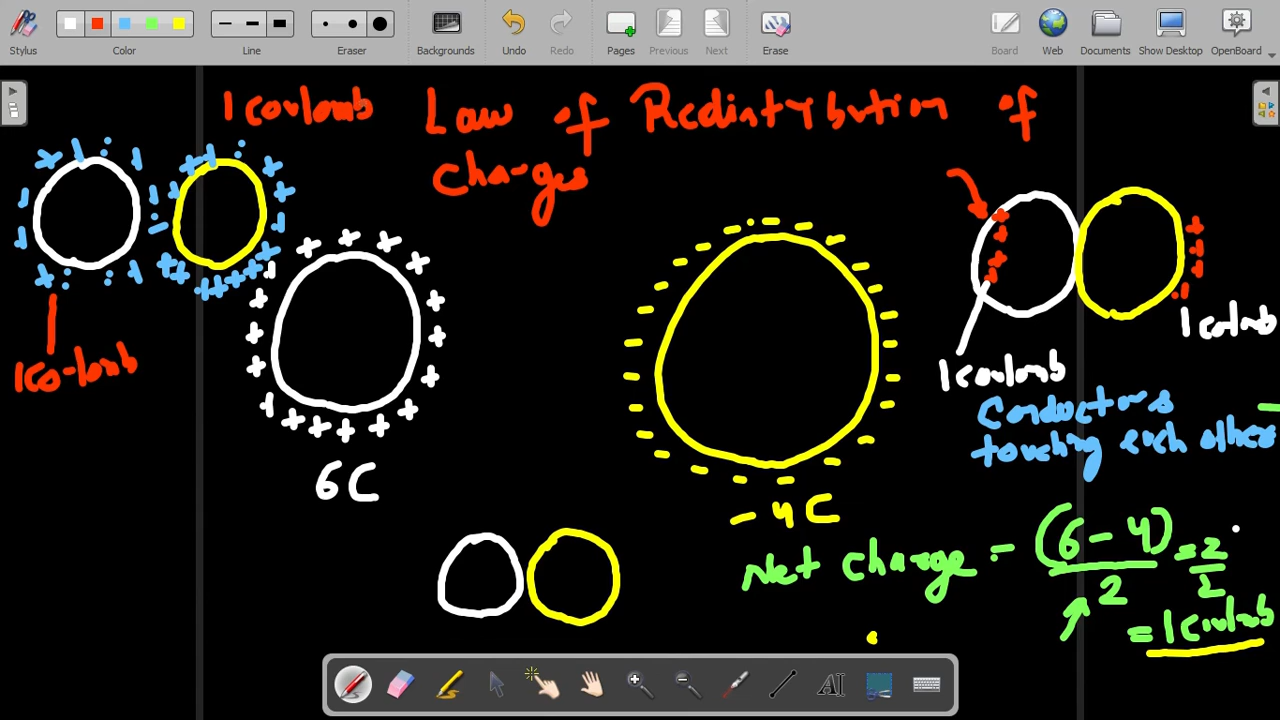 Stylus
Color
Line
Eraser
Backgrounds
Undo
Redo
Pages
Previous
Next
Erase
Board
Web
Documents
Show Desktop
OpenBoard
1 coulomb
Law of Redistribution of
charges
1 Coulomb
6C
- 4C
1 coulomb
1 coulomb
Conductors
touching each other
Net charge = (6-4)/2 = 2/2
= 1 Coulomb